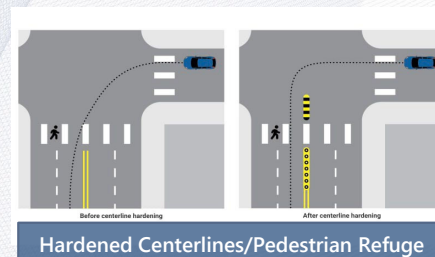 Before centerline hardening
After centerline hardening
Hardened Centerlines/Pedestrian Refuge